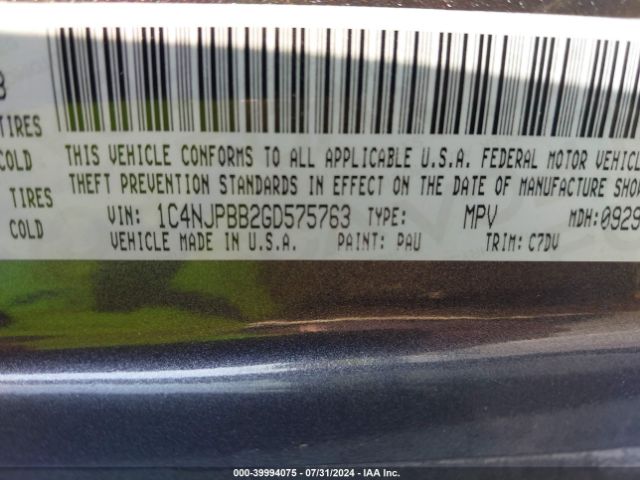 TIRES
COLD THIS VEHICLE CONFORMS TO ALL APPLICABLE U.S.A. FEDERAL MOTOR VEHICLE
THEFT PREVENTION STANDARDS IN EFFECT ON THE DATE OF MANUFACTURE SHO
TIRES VIN: 1C4NJPBB2GD575763 TYPE: MPV MDH:0929
COLD VEHICLE MADE IN U.S.A. PAINT: PAU TRIM: C7DV
000-39994075 | 07/31/2024 - IAA Inc.